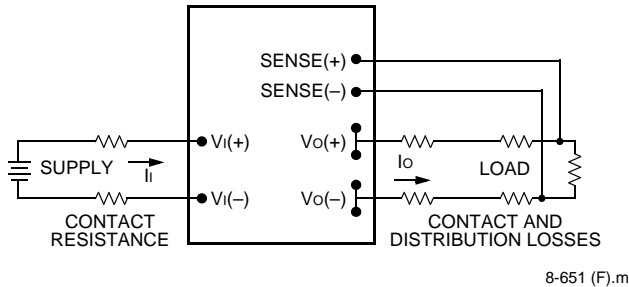 SENSE(+)
SENSE(–)
VI(+)
VO(+)
SUPPLY
II
IO
LOAD
VI(–)
VO(–)
CONTACT
RESISTANCE
CONTACT AND
DISTRIBUTION LOSSES
8-651 (F).m